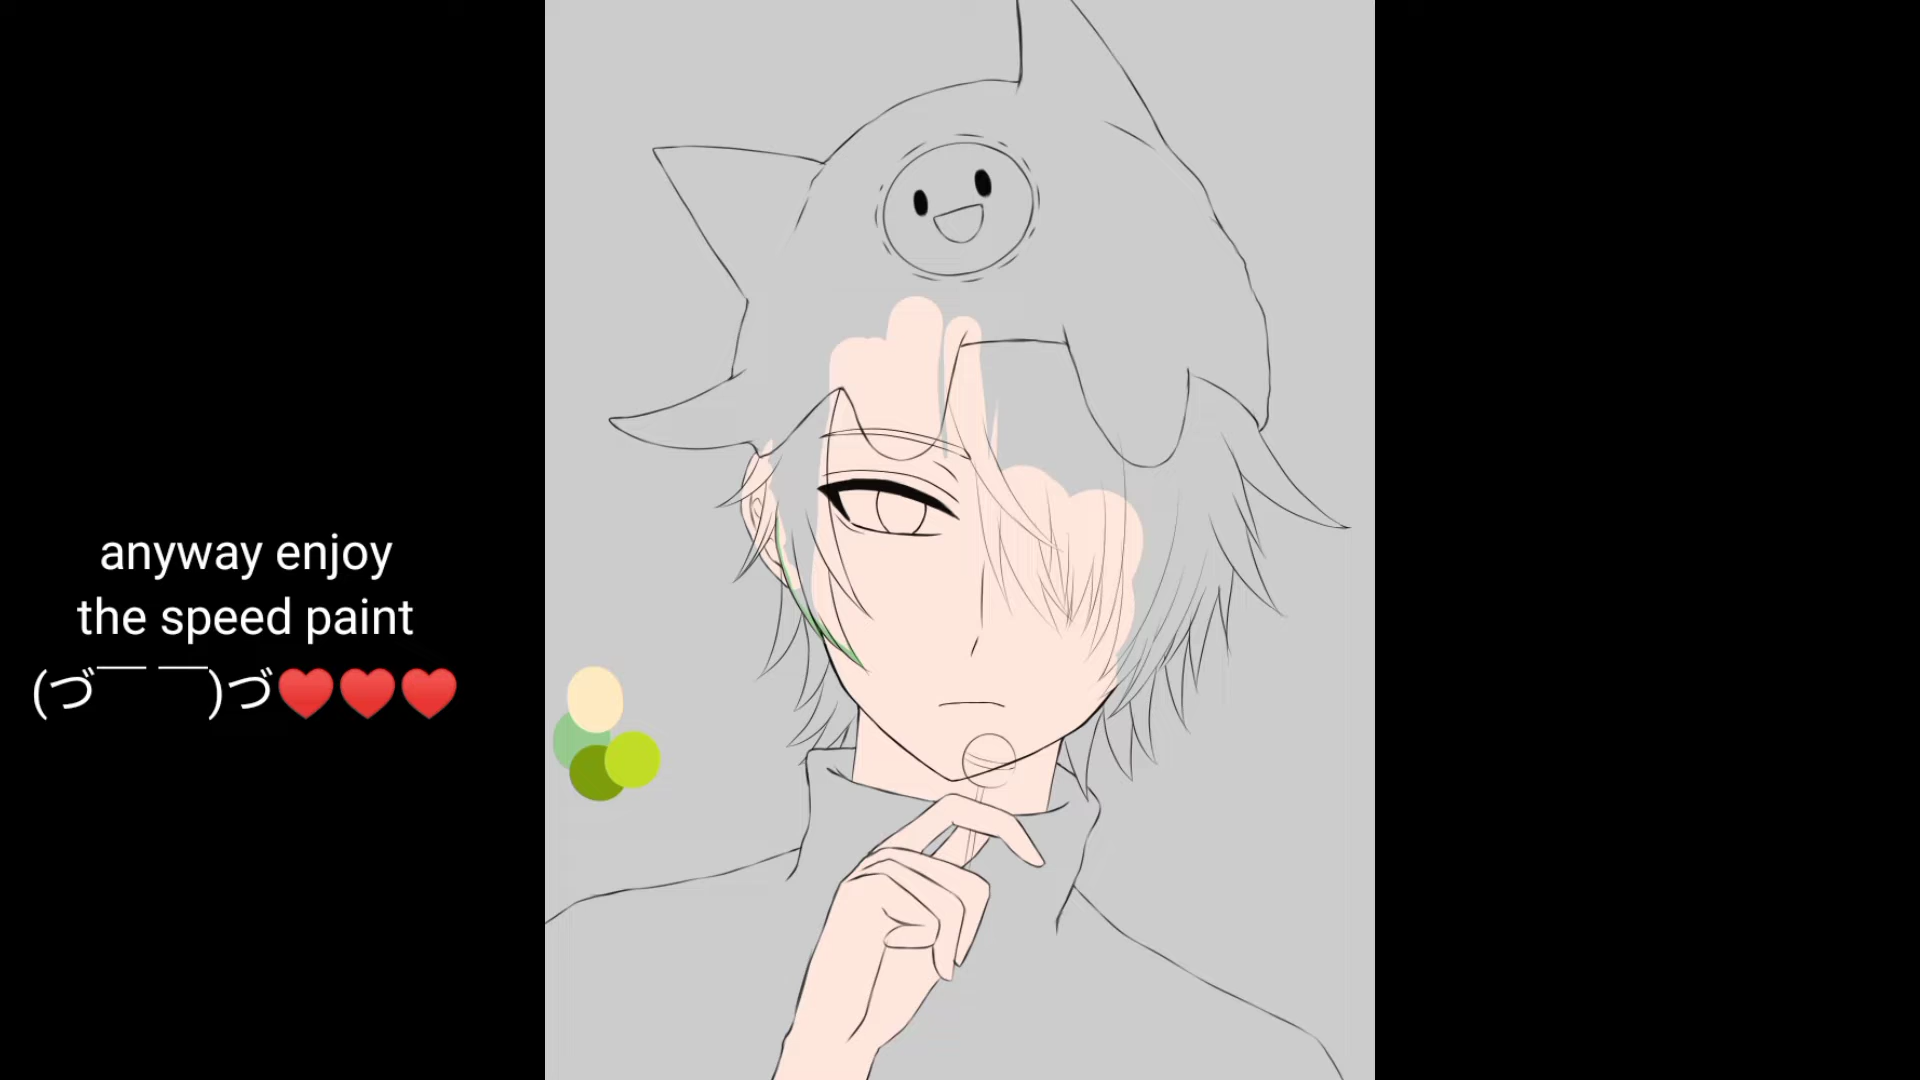 anyway enjoy
the speed paint
(づ￣ ￣)づ♥️♥️♥️